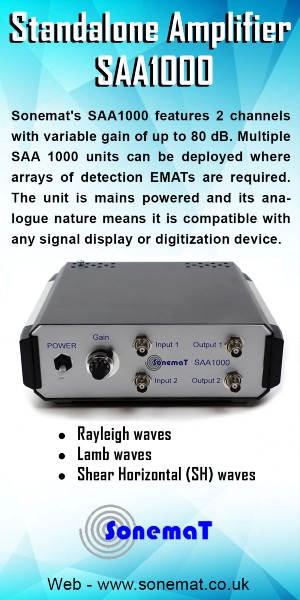 Standalone Amplifier
SAA1000
Sonemat's SAA1000 features 2 channels
with variable gain of up to 80 dB. Multiple
SAA 1000 units can be deployed where
arrays of detection EMATs are required.
The unit is mains powered and its ana-
logue nature means it is compatible with
any signal display or digitization device.
POWER
Gain
Input 1 Output 1
SonemaT SAA1000
Input 2 Output 2
• Rayleigh waves
• Lamb waves
• Shear Horizontal (SH) waves
SonemaT
Web - www.sonemat.co.uk